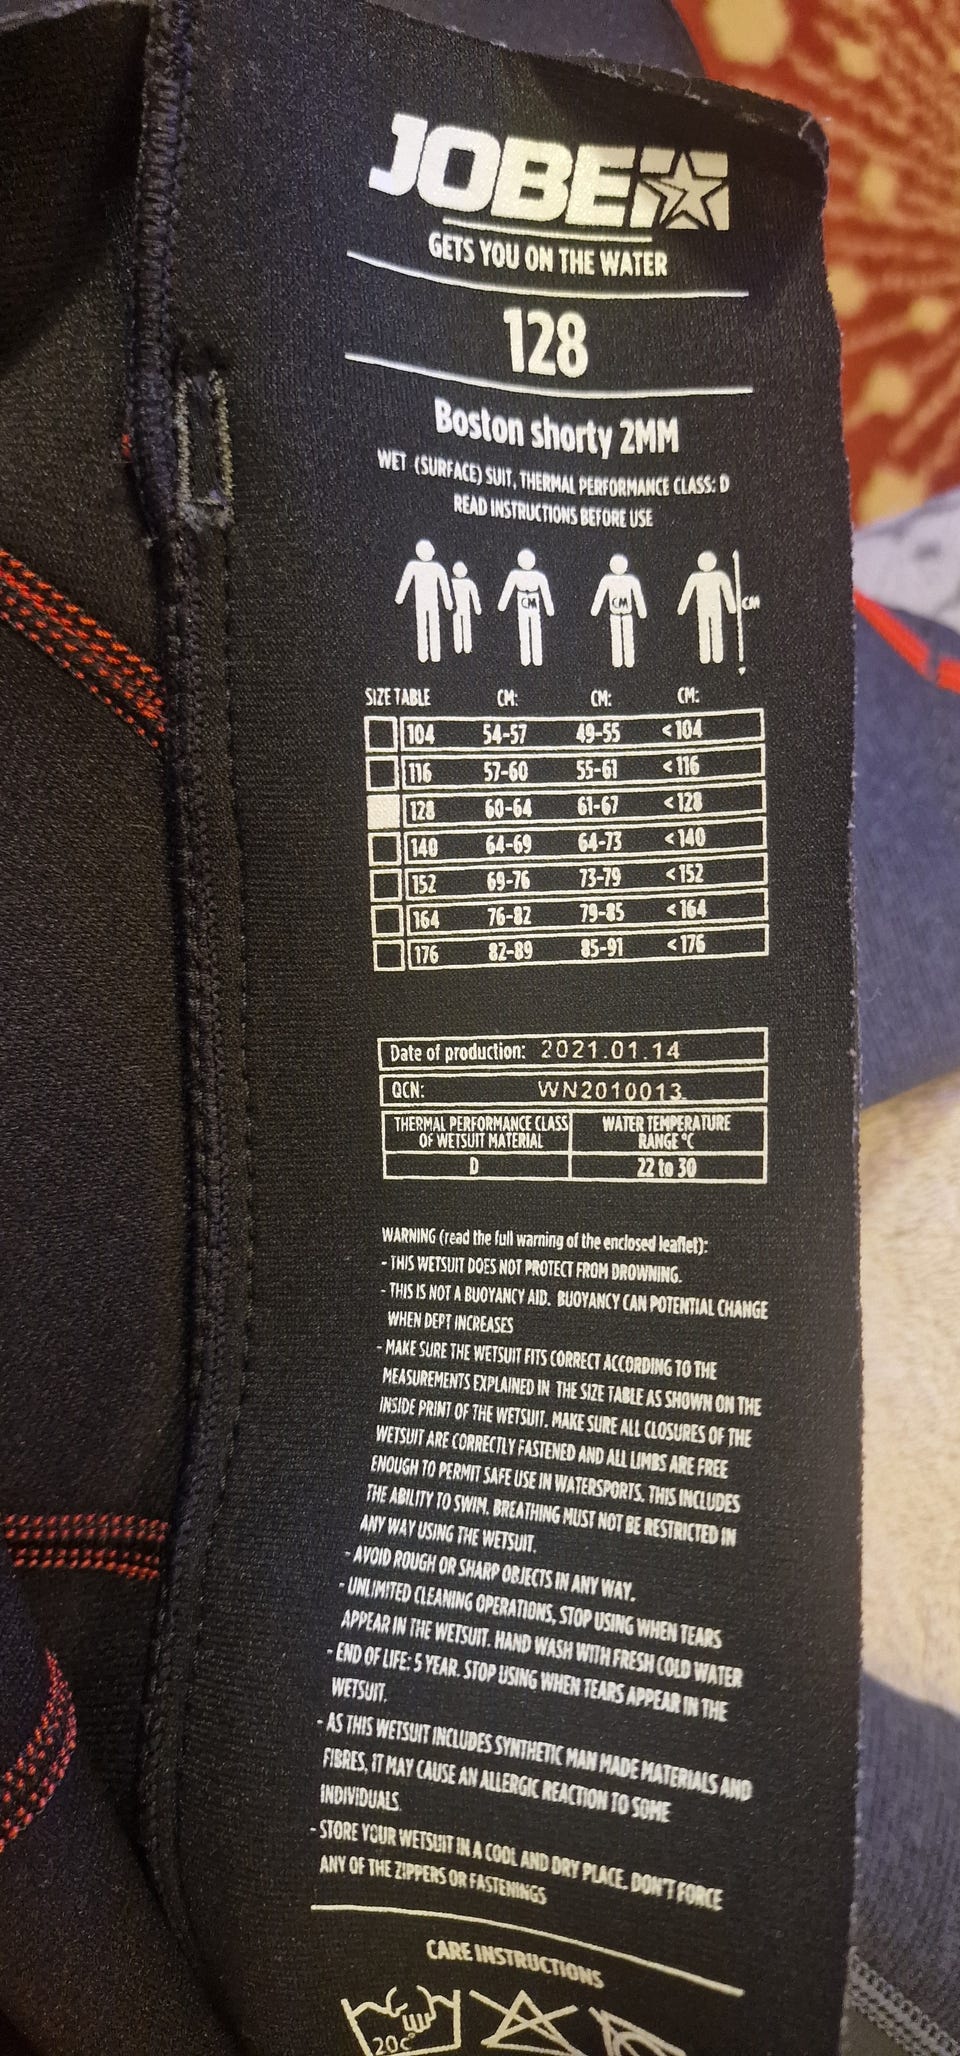 JOBE
GETS YOU ON THE WATER
128
Boston shorty 2MM
WET (SURFACE) SUIT, THERMAL PERFORMANCE CLASS: D
READ INSTRUCTIONS BEFORE USE
CM CM CM
SIZE TABLE CM: CM: CM:
104 54-57 49-55 <104
116 57-60 55-61 <116
128 60-64 61-67 <128
140 64-69 64-73 <140
152 69-76 73-79 <152
164 76-82 79-85 <164
176 82-89 85-91 <176
Date of production: 2021.01.14
QCN: WN2010013
THERMAL PERFORMANCE CLASS WATER TEMPERATURE
OF WETSUIT MATERIAL RANGE °C
D 22 to 30
WARNING (read the full warning of the enclosed leaflet):
- THIS WETSUIT DOES NOT PROTECT FROM DROWNING.
- THIS IS NOT A BUOYANCY AID. BUOYANCY CAN POTENTIAL CHANGE
WHEN DEPT INCREASES
- MAKE SURE THE WETSUIT FITS CORRECT ACCORDING TO THE
MEASUREMENTS EXPLAINED IN THE SIZE TABLE AS SHOWN ON THE
INSIDE PRINT OF THE WETSUIT. MAKE SURE ALL CLOSURES OF THE
WETSUIT ARE CORRECTLY FASTENED AND ALL LIMBS ARE FREE
ENOUGH TO PERMIT SAFE USE IN WATERSPORTS. THIS INCLUDES
THE ABILITY TO SWIM. BREATHING MUST NOT BE RESTRICTED IN
ANY WAY USING THE WETSUIT.
- AVOID ROUGH OR SHARP OBJECTS IN ANY WAY.
- UNLIMITED CLEANING OPERATIONS, STOP USING WHEN TEARS
APPEAR IN THE WETSUIT. HAND WASH WITH FRESH COLD WATER
- END OF LIFE: 5 YEAR. STOP USING WHEN TEARS APPEAR IN THE
WETSUIT.
- AS THIS WETSUIT INCLUDES SYNTHETIC MAN MADE MATERIALS AND
FIBRES, IT MAY CAUSE AN ALLERGIC REACTION TO SOME
INDIVIDUALS.
- STORE YOUR WETSUIT IN A COOL AND DRY PLACE. DON'T FORCE
ANY OF THE ZIPPERS OR FASTENINGS
CARE INSTRUCTIONS
20c°